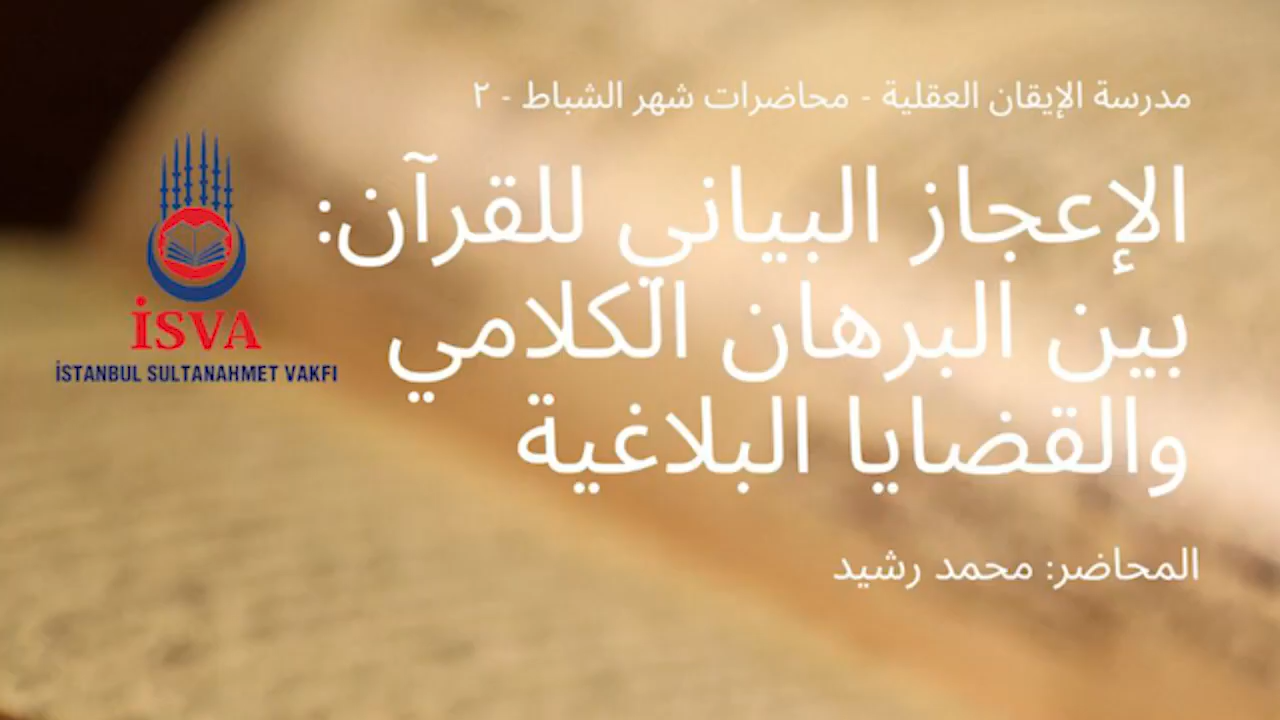 مدرسة الإيقان العقلية - محاضرات شهر الشباط - ٢
الإعجاز البياني للقرآن:
بين البرهان الكلامي
والقضايا البلاغية
المحاضر: محمد رشيد
İSVA
İSTANBUL SULTANAHMET VAKFI